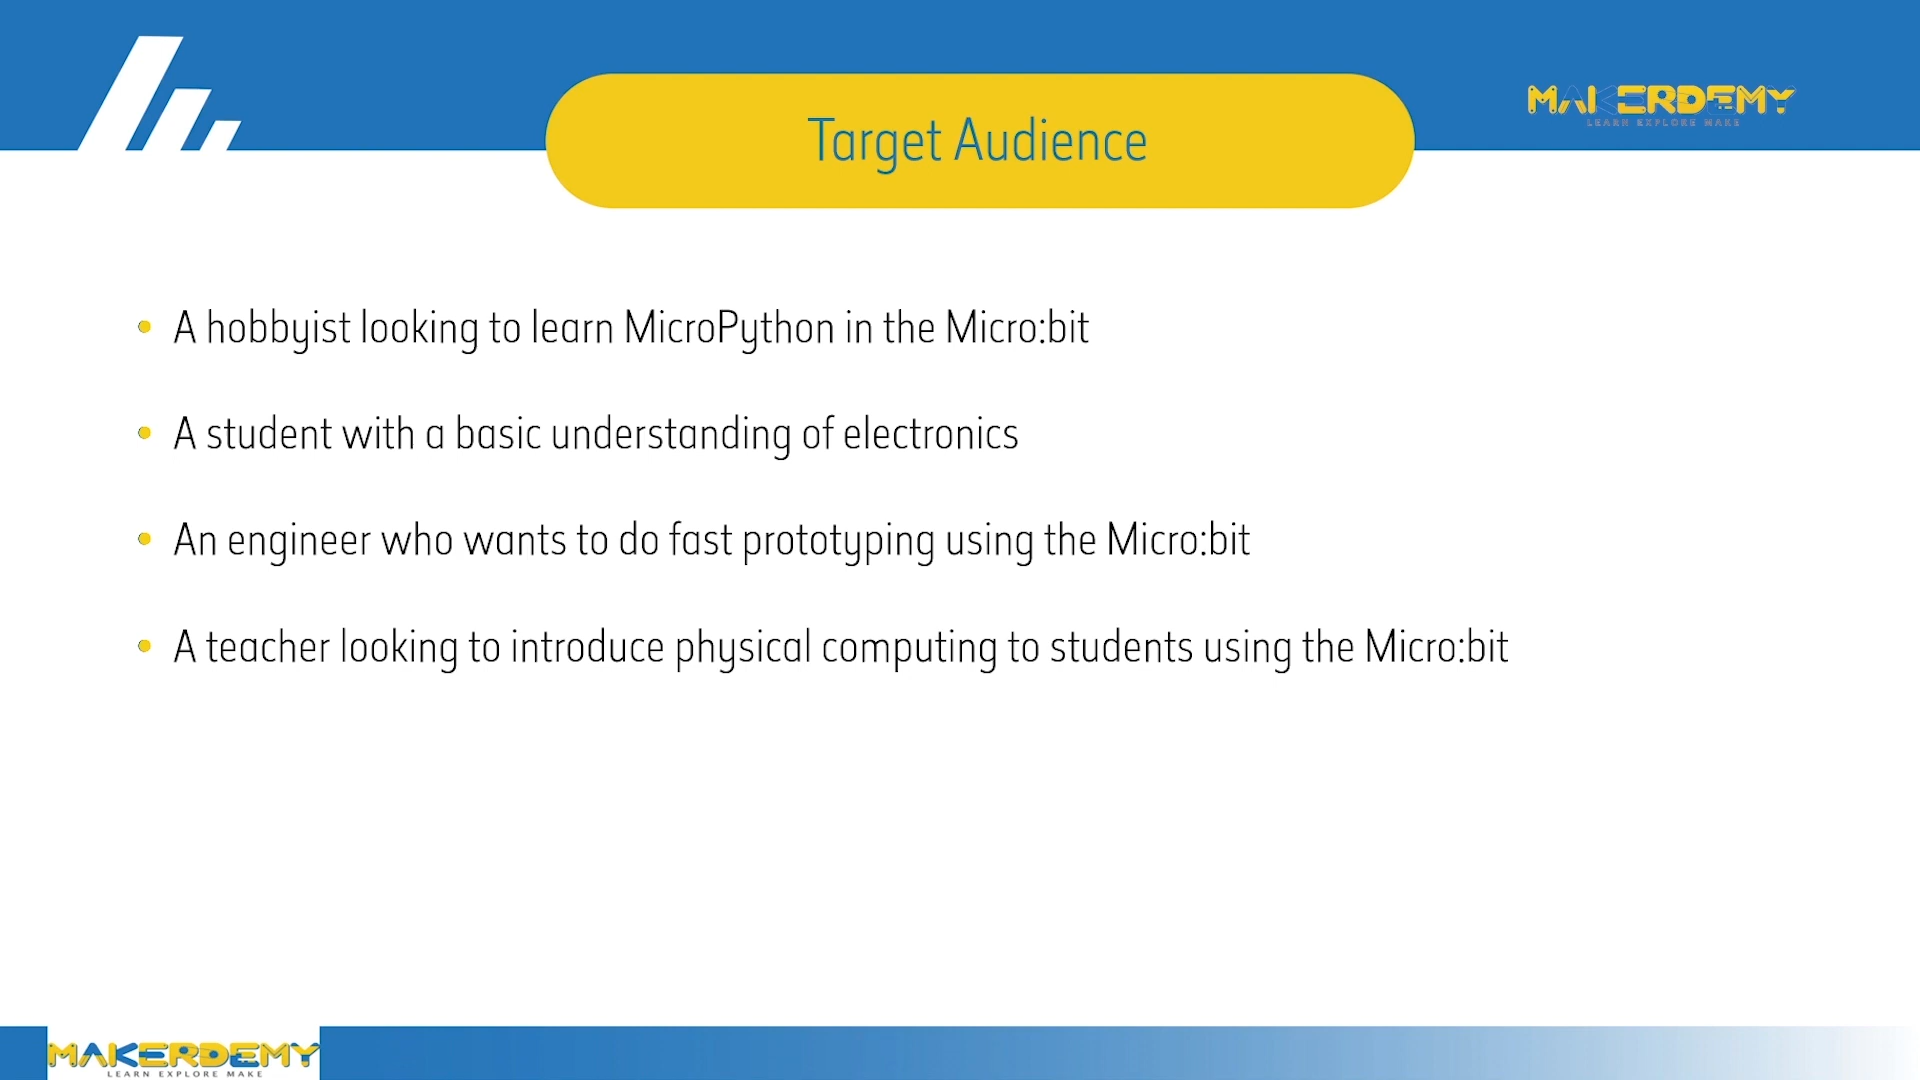 MAKERDEMY
LEARN EXPLORE MAKE
Target Audience
• A hobbyist looking to learn MicroPython in the Micro:bit
• A student with a basic understanding of electronics
• An engineer who wants to do fast prototyping using the Micro:bit
• A teacher looking to introduce physical computing to students using the Micro:bit
MAKERDEMY
LEARN EXPLORE MAKE